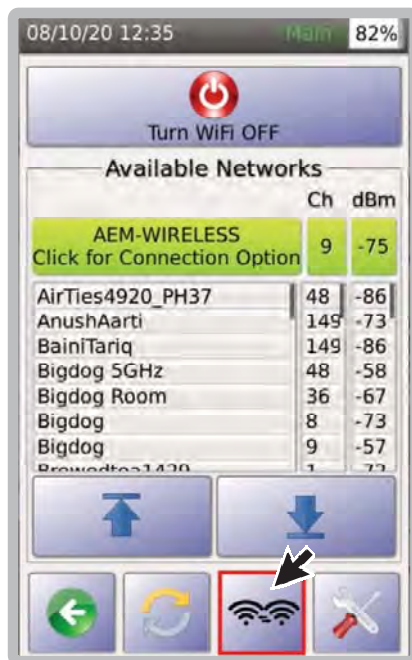 08/10/20 12:35 Main 82%
Turn WiFi OFF
Available Networks
Ch dBm
AEM-WIRELESS
Click for Connection Option 9 -75
AirTies4920_PH37 48 -86
AnushAarti 149 -73
BainiTariq 149 -86
Bigdog 5GHz 48 -58
Bigdog Room 36 -67
Bigdog 8 -73
Bigdog 9 -57